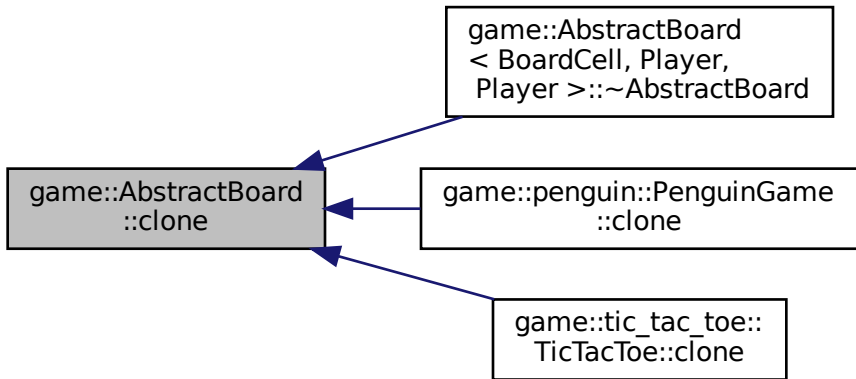 game::AbstractBoard
::clone
game::AbstractBoard
< BoardCell, Player,
Player >::~AbstractBoard
game::penguin::PenguinGame
::clone
game::tic_tac_toe::
TicTacToe::clone